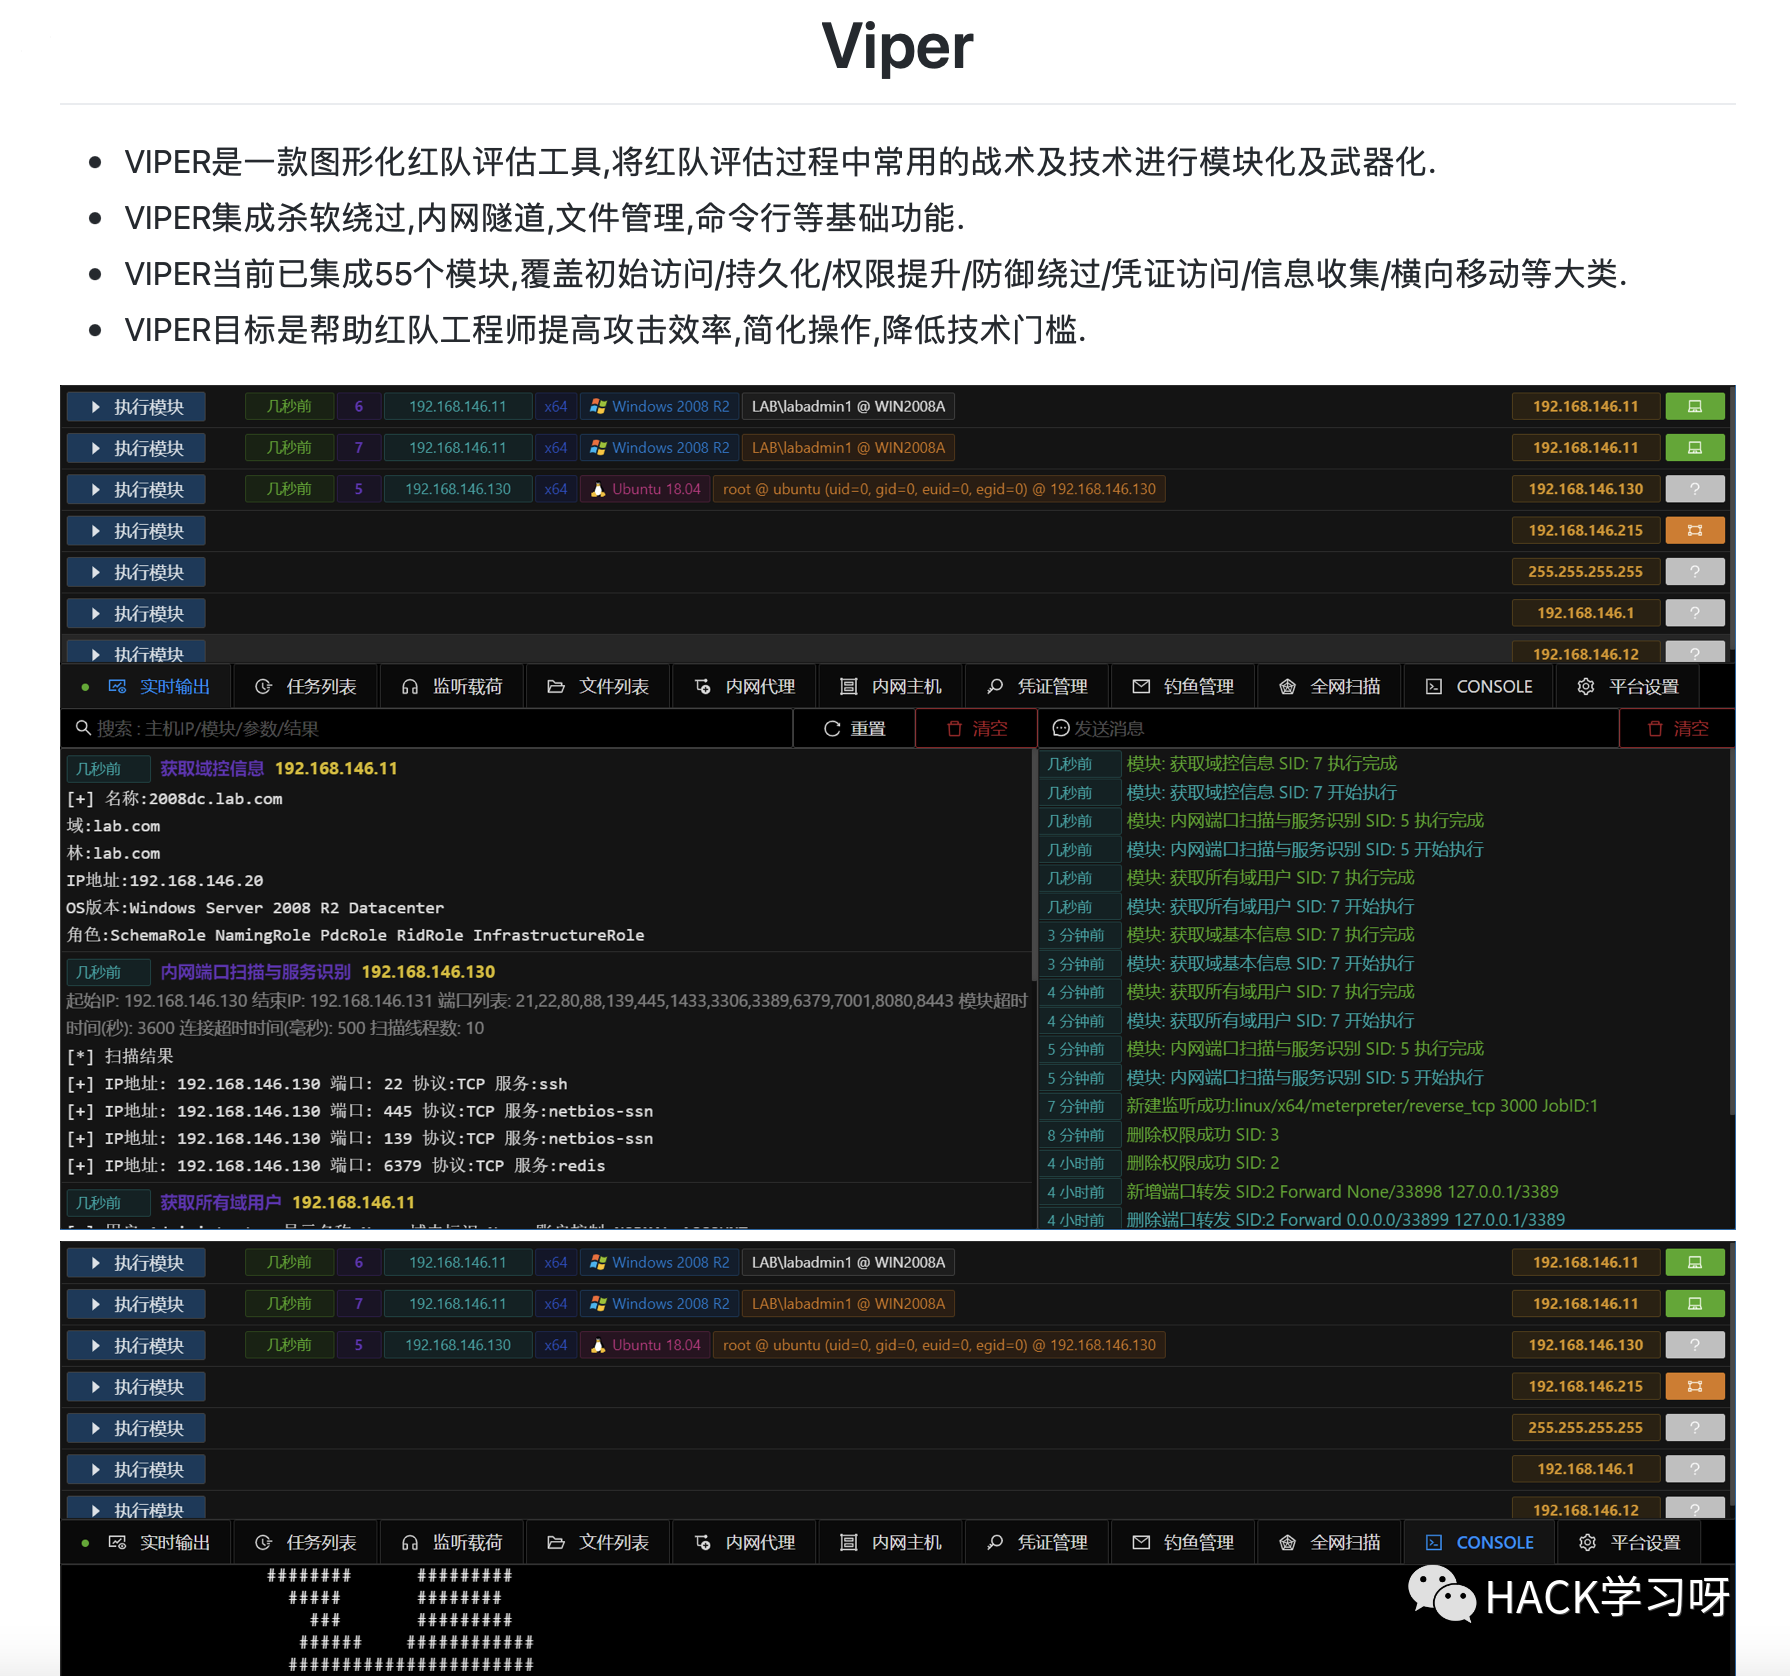 Viper
VIPER是一款图形化红队评估工具,将红队评估过程中常用的战术及技术进行模块化及武器化.
VIPER集成杀软绕过,内网隧道,文件管理,命令行等基础功能.
VIPER当前已集成55个模块,覆盖初始访问/持久化/权限提升/防御绕过/凭证访问/信息收集/横向移动等大类.
VIPER目标是帮助红队工程师提高攻击效率,简化操作,降低技术门槛.
执行模块 几秒前 6 192.168.146.11 x64 Windows 2008 R2 LAB\labadmin1 @ WIN2008A 192.168.146.11
执行模块 几秒前 7 192.168.146.11 x64 Windows 2008 R2 LAB\labadmin1 @ WIN2008A 192.168.146.11
执行模块 几秒前 5 192.168.146.130 x64 Ubuntu 18.04 root @ ubuntu (uid=0, gid=0, euid=0, egid=0) @ 192.168.146.130 192.168.146.130 ?
执行模块 192.168.146.215
执行模块 255.255.255.255 ?
执行模块 192.168.146.1 ?
执行模块 192.168.146.12 ?
实时输出 任务列表 监听载荷 文件列表 内网代理 内网主机 凭证管理 钓鱼管理 全网扫描 CONSOLE 平台设置
搜索 : 主机IP/模块/参数/结果 重置 清空 发送消息 清空
几秒前 获取域控信息 192.168.146.11
[+] 名称:2008dc.lab.com
域:lab.com
林:lab.com
IP地址:192.168.146.20
OS版本:Windows Server 2008 R2 Datacenter
角色:SchemaRole NamingRole PdcRole RidRole InfrastructureRole
几秒前 内网端口扫描与服务识别 192.168.146.130
起始IP: 192.168.146.130 结束IP: 192.168.146.131 端口列表: 21,22,80,88,139,445,1433,3306,3389,6379,7001,8080,8443 模块超时
时间(秒): 3600 连接超时时间(毫秒): 500 扫描线程数: 10
[*] 扫描结果
[+] IP地址: 192.168.146.130 端口: 22 协议:TCP 服务:ssh
[+] IP地址: 192.168.146.130 端口: 445 协议:TCP 服务:netbios-ssn
[+] IP地址: 192.168.146.130 端口: 139 协议:TCP 服务:netbios-ssn
[+] IP地址: 192.168.146.130 端口: 6379 协议:TCP 服务:redis
几秒前 获取所有域用户 192.168.146.11
几秒前 模块: 获取域控信息 SID: 7 执行完成
几秒前 模块: 获取域控信息 SID: 7 开始执行
几秒前 模块: 内网端口扫描与服务识别 SID: 5 执行完成
几秒前 模块: 内网端口扫描与服务识别 SID: 5 开始执行
几秒前 模块: 获取所有域用户 SID: 7 执行完成
几秒前 模块: 获取所有域用户 SID: 7 开始执行
3 分钟前 模块: 获取域基本信息 SID: 7 执行完成
3 分钟前 模块: 获取域基本信息 SID: 7 开始执行
4 分钟前 模块: 获取所有域用户 SID: 7 执行完成
4 分钟前 模块: 获取所有域用户 SID: 7 开始执行
5 分钟前 模块: 内网端口扫描与服务识别 SID: 5 执行完成
5 分钟前 模块: 内网端口扫描与服务识别 SID: 5 开始执行
7 分钟前 新建监听成功:linux/x64/meterpreter/reverse_tcp 3000 JobID:1
8 分钟前 删除权限成功 SID: 3
4 小时前 删除权限成功 SID: 2
4 小时前 新增端口转发 SID:2 Forward None/33898 127.0.0.1/3389
4 小时前 删除端口转发 SID:2 Forward 0.0.0.0/33899 127.0.0.1/3389
执行模块 几秒前 6 192.168.146.11 x64 Windows 2008 R2 LAB\labadmin1 @ WIN2008A 192.168.146.11
执行模块 几秒前 7 192.168.146.11 x64 Windows 2008 R2 LAB\labadmin1 @ WIN2008A 192.168.146.11
执行模块 几秒前 5 192.168.146.130 x64 Ubuntu 18.04 root @ ubuntu (uid=0, gid=0, euid=0, egid=0) @ 192.168.146.130 192.168.146.130 ?
执行模块 192.168.146.215
执行模块 255.255.255.255 ?
执行模块 192.168.146.1 ?
执行模块 192.168.146.12 ?
实时输出 任务列表 监听载荷 文件列表 内网代理 内网主机 凭证管理 钓鱼管理 全网扫描 CONSOLE 平台设置
######## #########
##### ########
### #########
###### ############
#######################
HACK学习呀